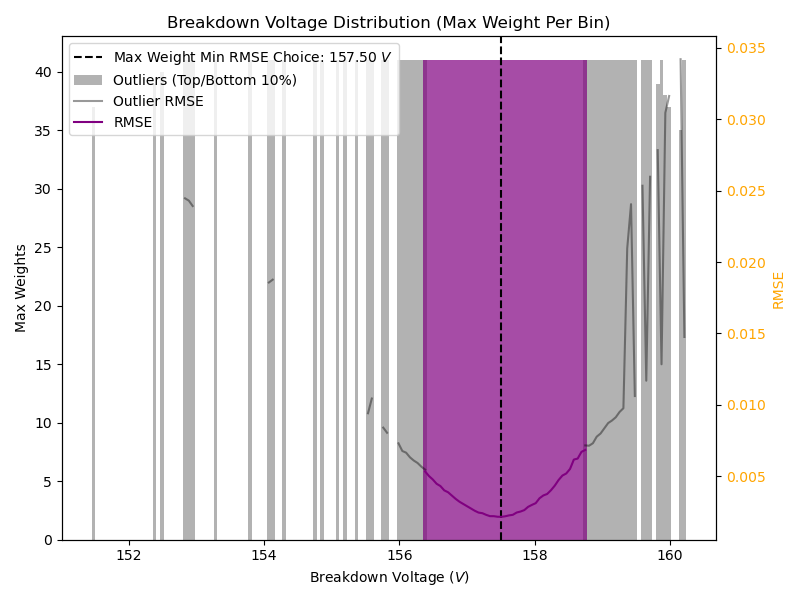 Breakdown Voltage Distribution (Max Weight Per Bin)
Max Weight Min RMSE Choice: 157.50 V
Outliers (Top/Bottom 10%)
Outlier RMSE
RMSE
40
35
30
25
20
15
10
5
0
Max Weights
0.035
0.030
0.025
0.020
0.015
0.010
0.005
RMSE
152
154
156
158
160
Breakdown Voltage (V)